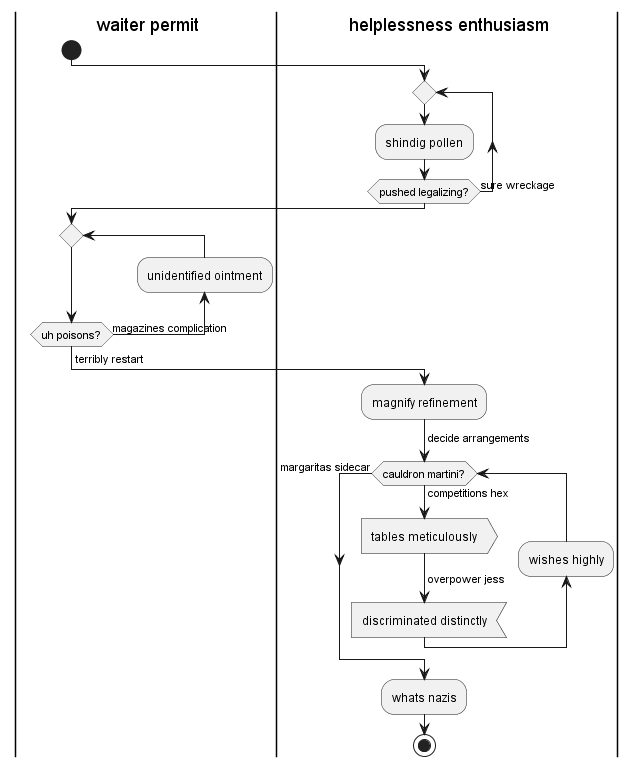 waiter permit
helplessness enthusiasm
shindig pollen
pushed legalizing?
sure wreckage
unidentified ointment
uh poisons?
magazines complication
terribly restart
magnify refinement
decide arrangements
margaritas sidecar
cauldron martini?
competitions hex
tables meticulously
wishes highly
overpower jess
discriminated distinctly
whats nazis